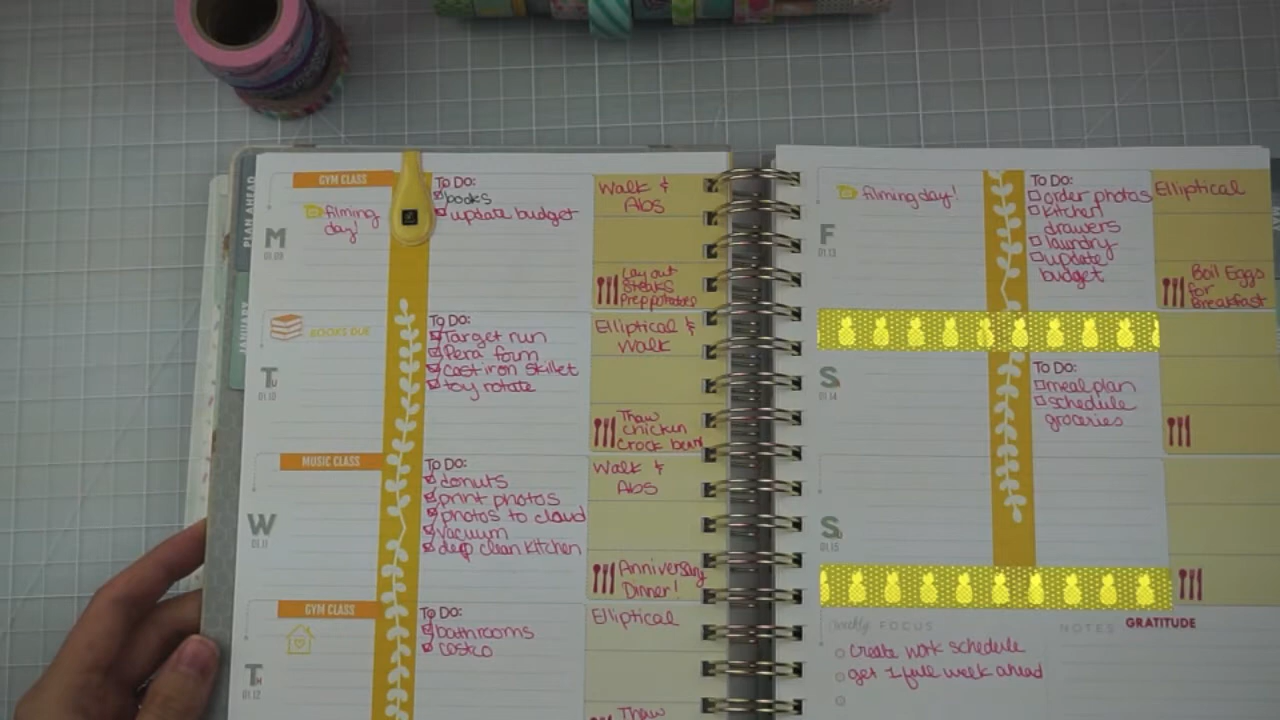 PLAN AHEAD
JANUARY
GYM CLASS
filming
day!
M
01.09
TO DO:
books
update budget
Walk &
Abs
Lay out
Steaks
Prep potatoes
BOOKS DUE
TU
01.10
TO DO:
Target run
Pera form
cast iron skillet
toy rotate
Elliptical &
Walk
Thaw
Chicken
Crock
MUSIC CLASS
W
01.11
TO DO:
donuts
print photos
photos to cloud
vacuum
deep clean kitchen
Walk &
Abs
Anniversary
Dinner!
GYM CLASS
TH
01.12
TO DO:
bathrooms
costco
Elliptical
Thaw
filming day!
F
01.13
TO DO:
order photos
kitchen
drawers
laundry
update
budget
Elliptical
Boil Eggs
for
Breakfast
SA
01.14
TO DO:
meal plan
schedule
groceries
SU
01.15
weekly FOCUS
create work schedule
get 1 full week ahead
NOTES
GRATITUDE